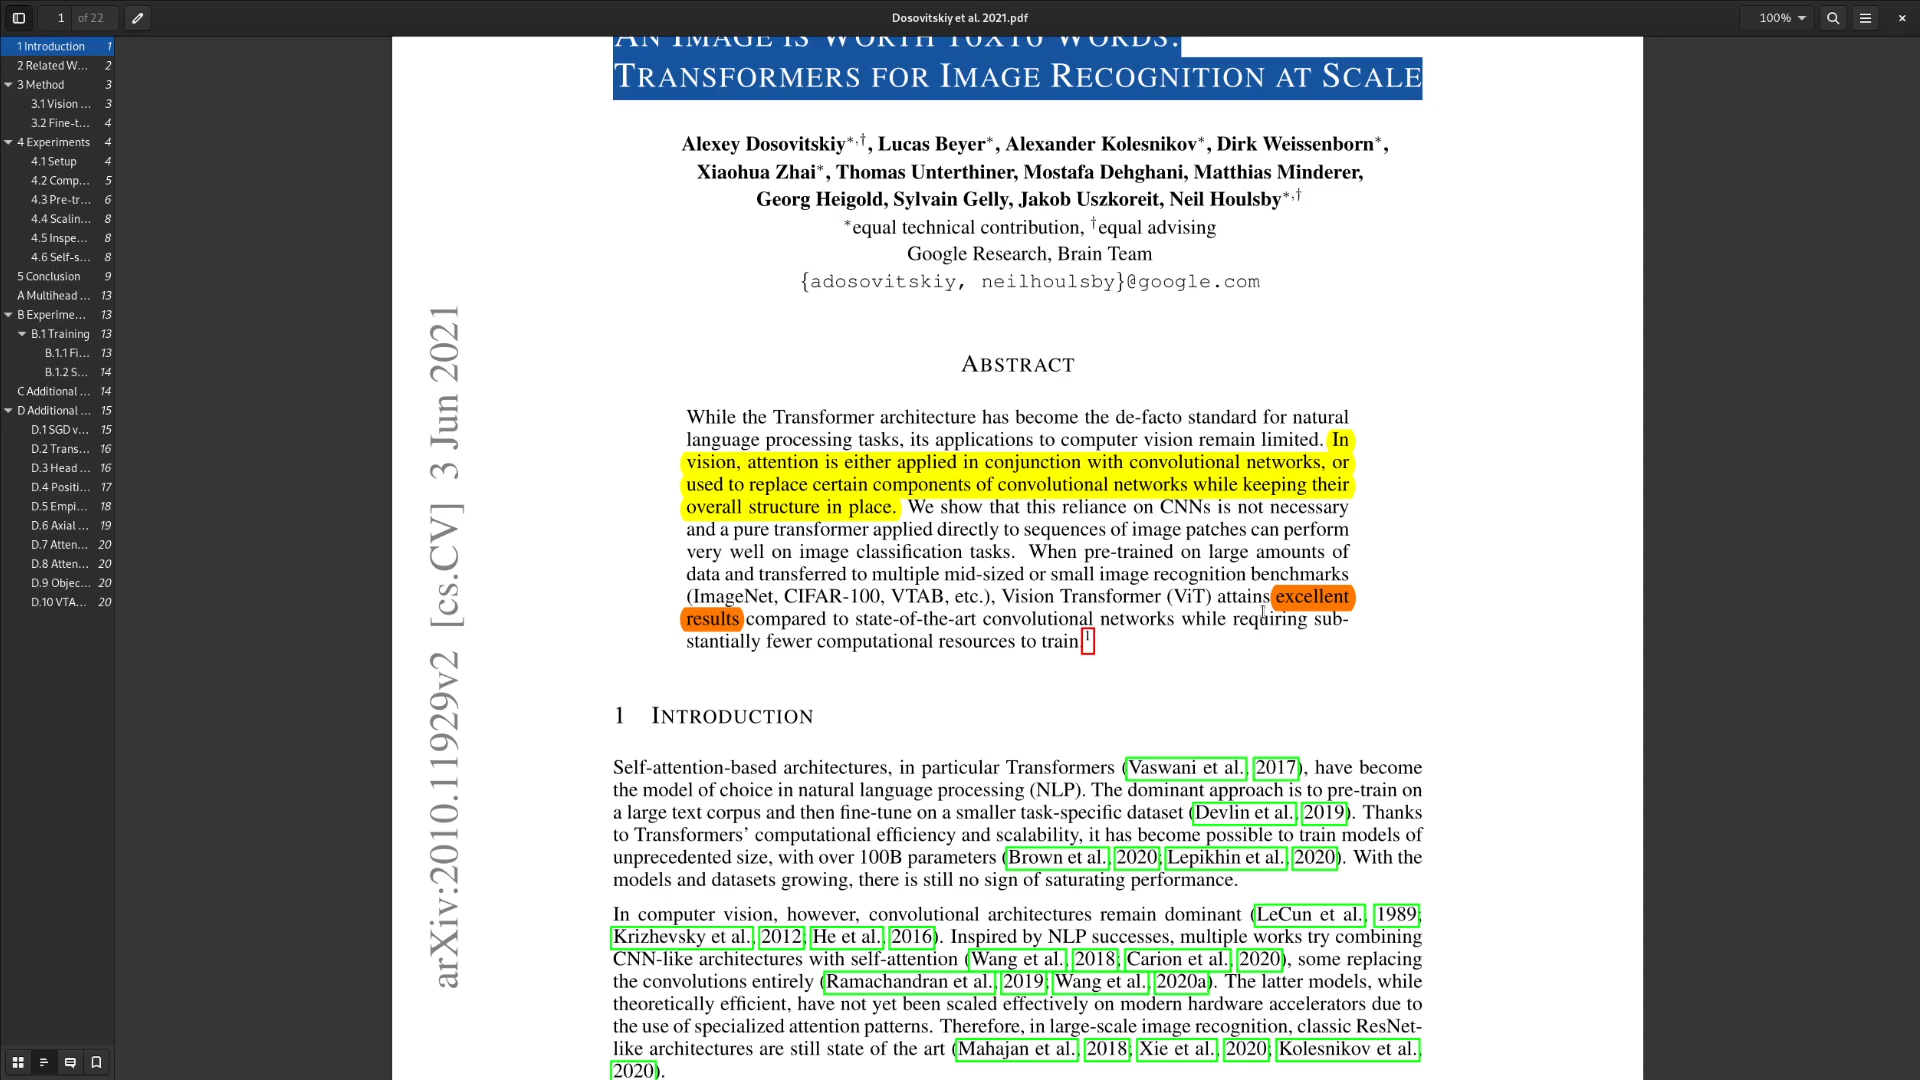 1 of 22
Dosovitskiy et al. 2021.pdf
100%
1 Introduction 1
2 Related W... 2
3 Method 3
3.1 Vision ... 3
3.2 Fine-t... 4
4 Experiments 4
4.1 Setup 4
4.2 Comp... 5
4.3 Pre-tr... 6
4.4 Scalin... 8
4.5 Inspe... 8
4.6 Self-s... 8
5 Conclusion 9
A Multihead ... 13
B Experime... 13
B.1 Training 13
B.1.1 Fi... 13
B.1.2 S... 14
C Additional ... 14
D Additional ... 15
D.1 SGD v... 15
D.2 Trans... 16
D.3 Head ... 16
D.4 Positi... 17
D.5 Empi... 18
D.6 Axial ... 19
D.7 Atten... 20
D.8 Atten... 20
D.9 Objec... 20
D.10 VTA... 20
arXiv:2010.11929v2 [cs.CV] 3 Jun 2021
AN IMAGE IS WORTH 16X16 WORDS:
TRANSFORMERS FOR IMAGE RECOGNITION AT SCALE
Alexey Dosovitskiy*,†, Lucas Beyer*, Alexander Kolesnikov*, Dirk Weissenborn*,
Xiaohua Zhai*, Thomas Unterthiner, Mostafa Dehghani, Matthias Minderer,
Georg Heigold, Sylvain Gelly, Jakob Uszkoreit, Neil Houlsby*,†
*equal technical contribution, †equal advising
Google Research, Brain Team
{adosovitskiy, neilhoulsby}@google.com
ABSTRACT
While the Transformer architecture has become the de-facto standard for natural
language processing tasks, its applications to computer vision remain limited. In
vision, attention is either applied in conjunction with convolutional networks, or
used to replace certain components of convolutional networks while keeping their
overall structure in place. We show that this reliance on CNNs is not necessary
and a pure transformer applied directly to sequences of image patches can perform
very well on image classification tasks. When pre-trained on large amounts of
data and transferred to multiple mid-sized or small image recognition benchmarks
(ImageNet, CIFAR-100, VTAB, etc.), Vision Transformer (ViT) attains excellent
results compared to state-of-the-art convolutional networks while requiring sub-
stantially fewer computational resources to train.1
1 INTRODUCTION
Self-attention-based architectures, in particular Transformers (Vaswani et al., 2017), have become
the model of choice in natural language processing (NLP). The dominant approach is to pre-train on
a large text corpus and then fine-tune on a smaller task-specific dataset (Devlin et al., 2019). Thanks
to Transformers' computational efficiency and scalability, it has become possible to train models of
unprecedented size, with over 100B parameters (Brown et al., 2020; Lepikhin et al., 2020). With the
models and datasets growing, there is still no sign of saturating performance.
In computer vision, however, convolutional architectures remain dominant (LeCun et al., 1989;
Krizhevsky et al., 2012; He et al., 2016). Inspired by NLP successes, multiple works try combining
CNN-like architectures with self-attention (Wang et al., 2018; Carion et al., 2020), some replacing
the convolutions entirely (Ramachandran et al., 2019; Wang et al., 2020a). The latter models, while
theoretically efficient, have not yet been scaled effectively on modern hardware accelerators due to
the use of specialized attention patterns. Therefore, in large-scale image recognition, classic ResNet-
like architectures are still state of the art (Mahajan et al., 2018; Xie et al., 2020; Kolesnikov et al.,
2020).